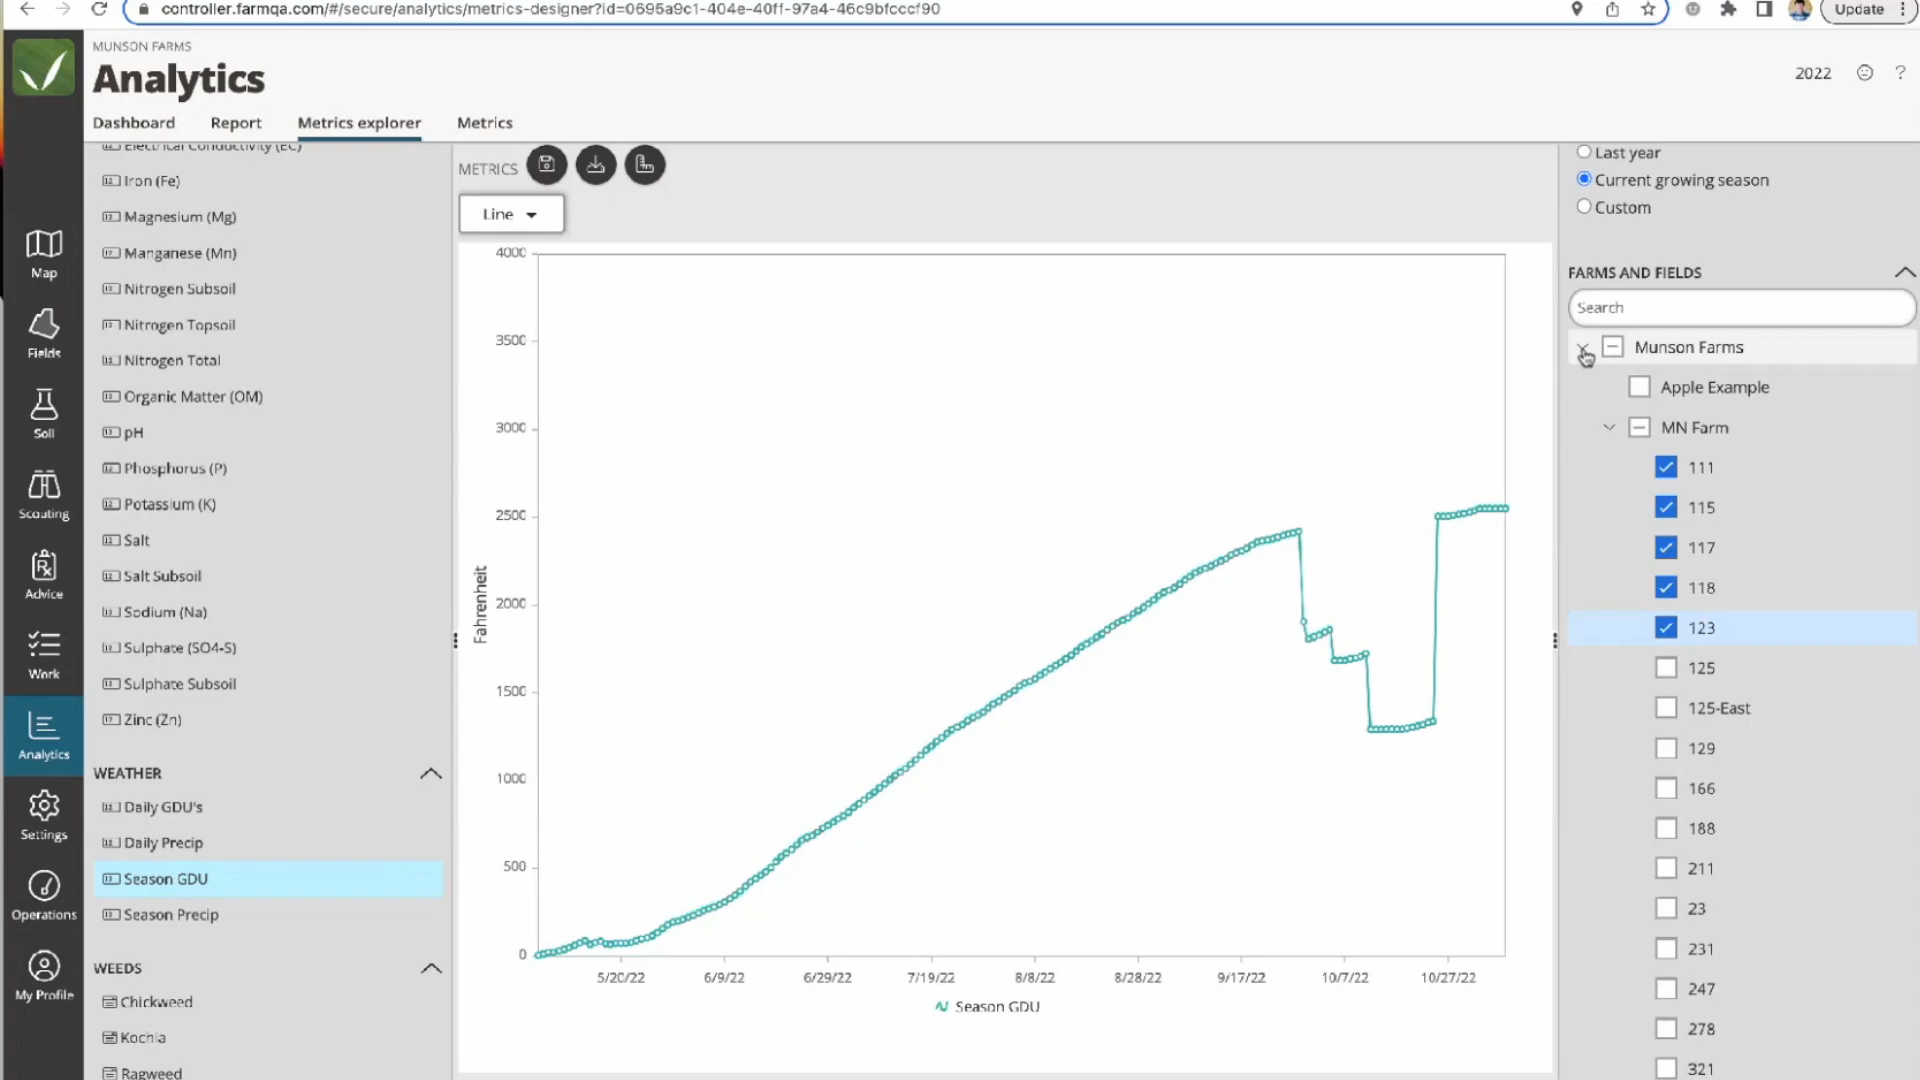 controller.farmqa.com/#/secure/analytics/metrics-designer?id=0695a9c1-404e-40ff-97a4-46c9bfcccf90
Update
MUNSON FARMS
Analytics
2022
?
Dashboard
Report
Metrics explorer
Metrics
Map
Fields
Soil
Scouting
Advice
Work
Analytics
Settings
Operations
My Profile
Electrical Conductivity (EC)
Iron (Fe)
Magnesium (Mg)
Manganese (Mn)
Nitrogen Subsoil
Nitrogen Topsoil
Nitrogen Total
Organic Matter (OM)
pH
Phosphorus (P)
Potassium (K)
Salt
Salt Subsoil
Sodium (Na)
Sulphate (SO4-S)
Sulphate Subsoil
Zinc (Zn)
WEATHER
Daily GDU's
Daily Precip
Season GDU
Season Precip
WEEDS
Chickweed
Kochia
Ragweed
METRICS
Line
4000
3500
3000
2500
2000
1500
1000
500
0
Fahrenheit
5/20/22
6/9/22
6/29/22
7/19/22
8/8/22
8/28/22
9/17/22
10/7/22
10/27/22
Season GDU
Last year
Current growing season
Custom
FARMS AND FIELDS
Search
Munson Farms
Apple Example
MN Farm
111
115
117
118
123
125
125-East
129
166
188
211
23
231
247
278
321